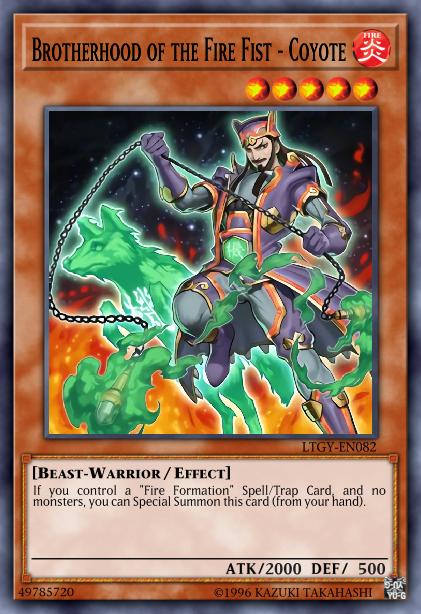 BROTHERHOOD OF THE FIRE FIST - COYOTE
FIRE
炎
LTGY-EN082
[BEAST-WARRIOR / EFFECT]
If you control a "Fire Formation" Spell/Trap Card, and no
monsters, you can Special Summon this card (from your hand).
ATK/2000 DEF/ 500
49785720
©1996 KAZUKI TAKAHASHI